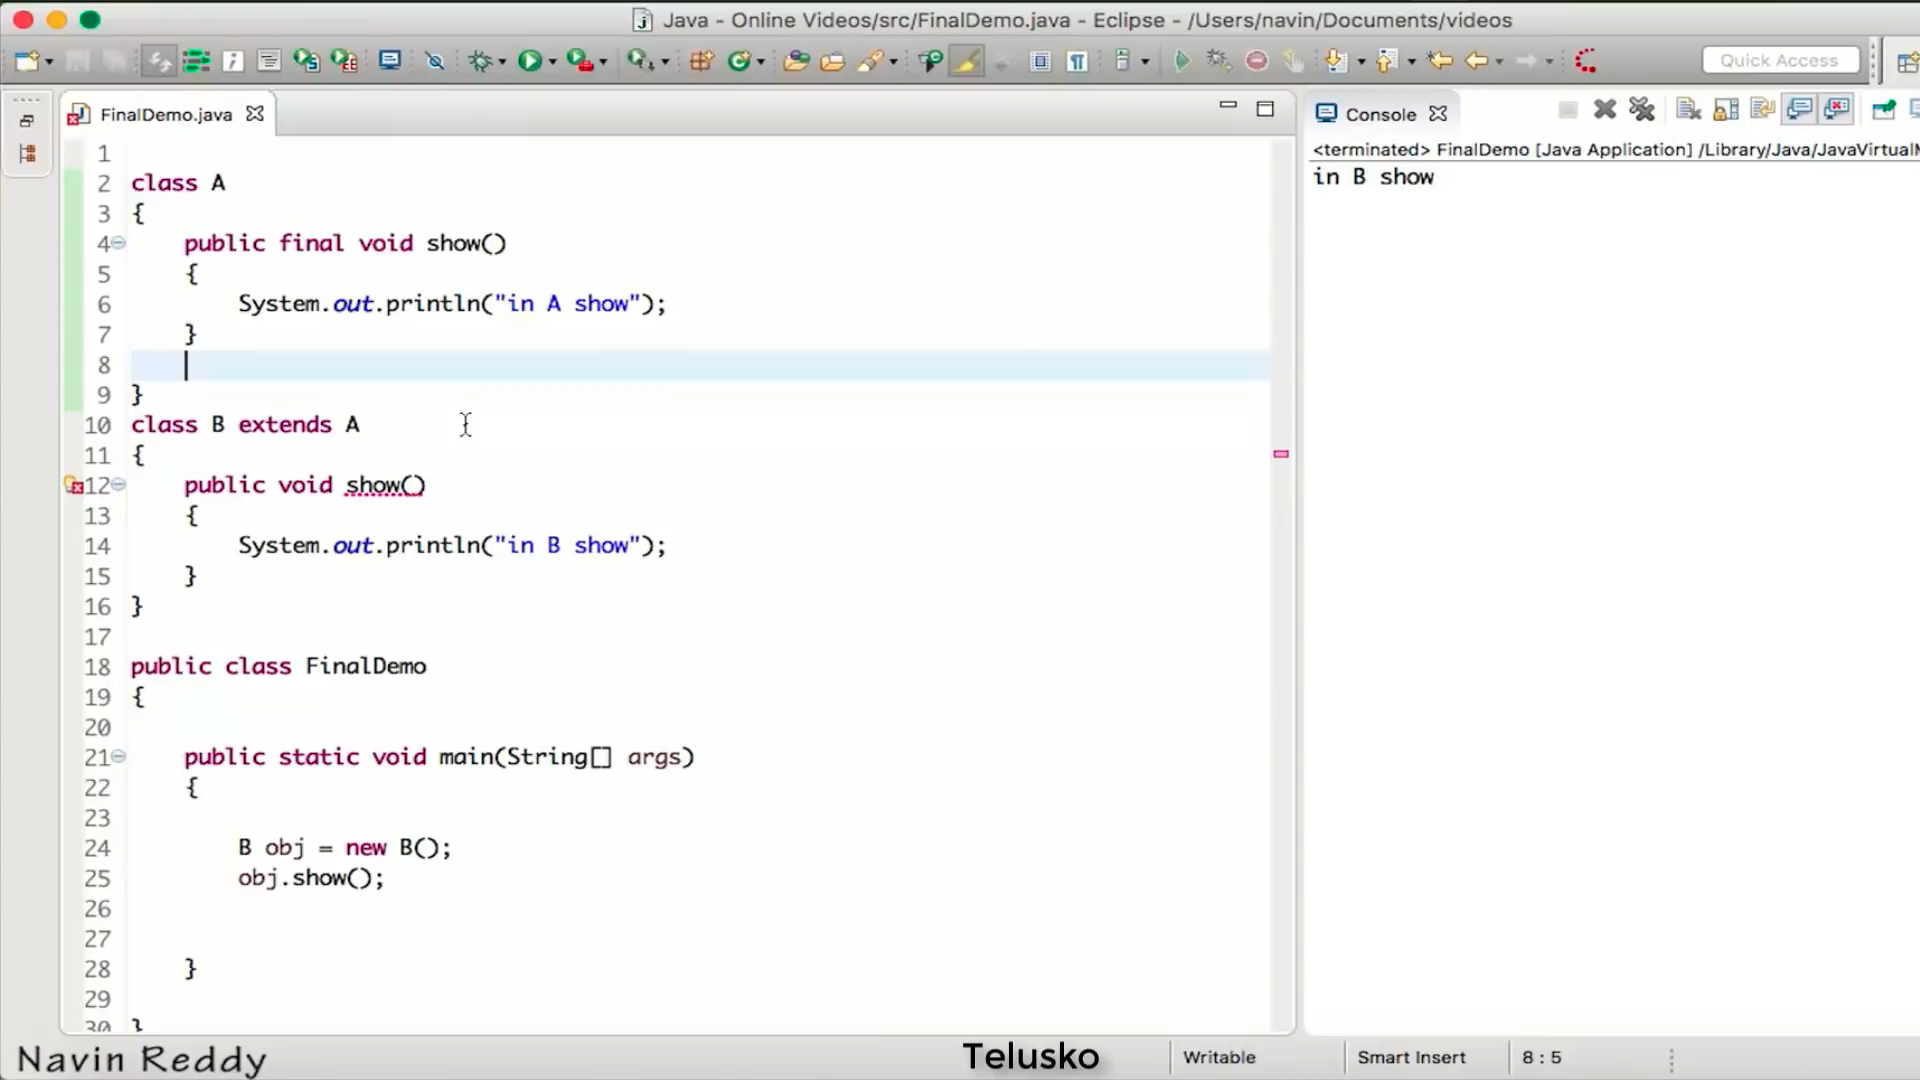 Java - Online Videos/src/FinalDemo.java - Eclipse - /Users/navin/Documents/videos
Quick Access
FinalDemo.java
1
2 class A
3 {
4 public final void show()
5 {
6 System.out.println("in A show");
7 }
8
9 }
10 class B extends A
11 {
12 public void show()
13 {
14 System.out.println("in B show");
15 }
16 }
17
18 public class FinalDemo
19 {
20
21 public static void main(String[] args)
22 {
23
24 B obj = new B();
25 obj.show();
26
27
28 }
29
30 }
Console
<terminated> FinalDemo [Java Application] /Library/Java/JavaVirtualM
in B show
Navin Reddy
Telusko
Writable
Smart Insert
8 : 5